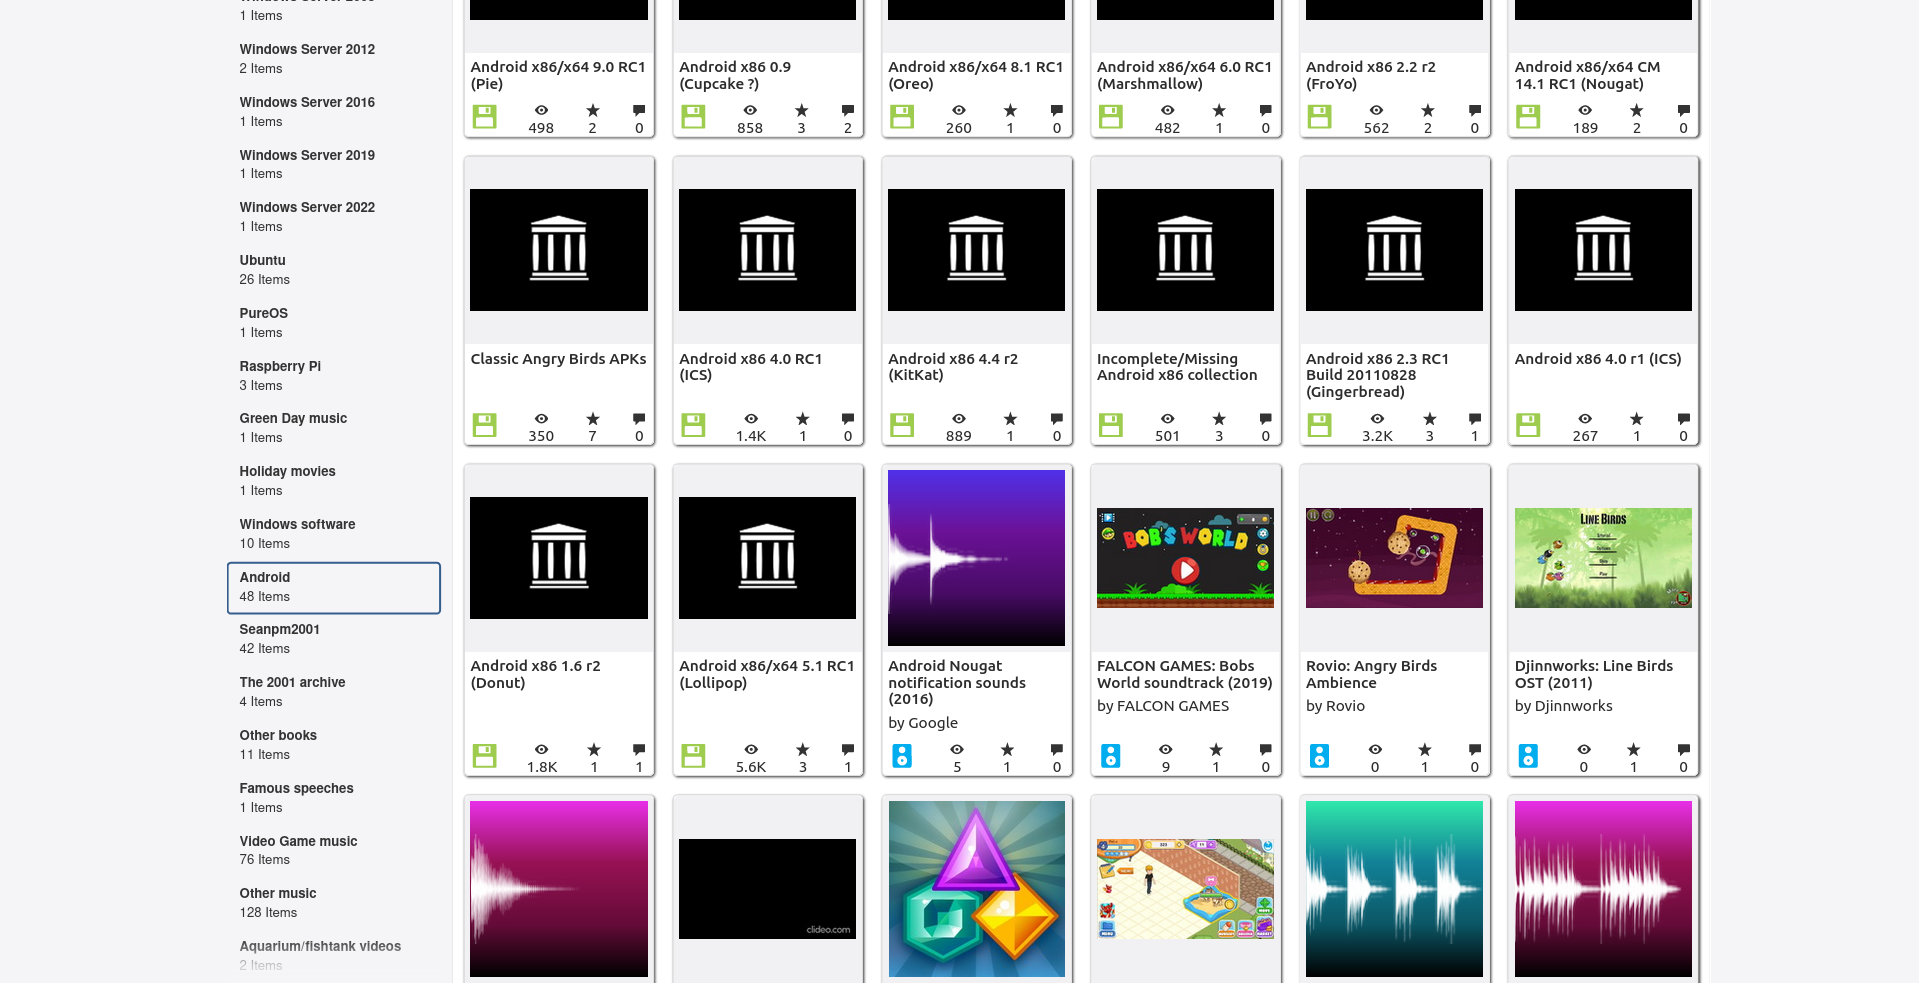 1 Items
Windows Server 2012
2 Items
Windows Server 2016
1 Items
Windows Server 2019
1 Items
Windows Server 2022
1 Items
Ubuntu
26 Items
PureOS
1 Items
Raspberry Pi
3 Items
Green Day music
1 Items
Holiday movies
1 Items
Windows software
10 Items
Android
48 Items
Seanpm2001
42 Items
The 2001 archive
4 Items
Other books
11 Items
Famous speeches
1 Items
Video Game music
76 Items
Other music
128 Items
Aquarium/fishtank videos
2 Items
Android x86/x64 9.0 RC1
(Pie)
498 2 0
Android x86 0.9
(Cupcake ?)
858 3 2
Android x86/x64 8.1 RC1
(Oreo)
260 1 0
Android x86/x64 6.0 RC1
(Marshmallow)
482 1 0
Android x86 2.2 r2
(FroYo)
562 2 0
Android x86/x64 CM
14.1 RC1 (Nougat)
189 2 0
Classic Angry Birds APKs
350 7 0
Android x86 4.0 RC1
(ICS)
1.4K 1 0
Android x86 4.4 r2
(KitKat)
889 1 0
Incomplete/Missing
Android x86 collection
501 3 0
Android x86 2.3 RC1
Build 20110828
(Gingerbread)
3.2K 3 1
Android x86 4.0 r1 (ICS)
267 1 0
Android x86 1.6 r2
(Donut)
1.8K 1 1
Android x86/x64 5.1 RC1
(Lollipop)
5.6K 3 1
Android Nougat
notification sounds
(2016)
by Google
5 1 0
BOB'S WORLD
FALCON GAMES: Bobs
World soundtrack (2019)
by FALCON GAMES
9 1 0
Rovio: Angry Birds
Ambience
by Rovio
0 1 0
LINE BIRDS
Play
Djinnworks: Line Birds
OST (2011)
by Djinnworks
0 1 0
clideo.com
MENU